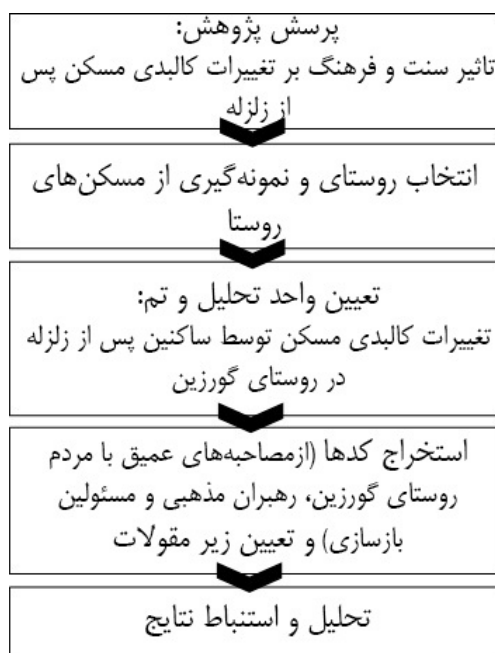 پرسش پژوهش:
تاثیر سنت و فرهنگ بر تغییرات کالبدی مسکن پس
از زلزله
انتخاب روستای و نمونه‌گیری از مسکن‌های
روستا
تعیین واحد تحلیل و تم:
تغییرات کالبدی مسکن توسط ساکنین پس از زلزله
در روستای گورزین
استخراج کدها (ازمصاحبه‌های عمیق با مردم
روستای گورزین، رهبران مذهبی و مسئولین
بازسازی) و تعیین زیر مقولات
تحلیل و استنباط نتایج